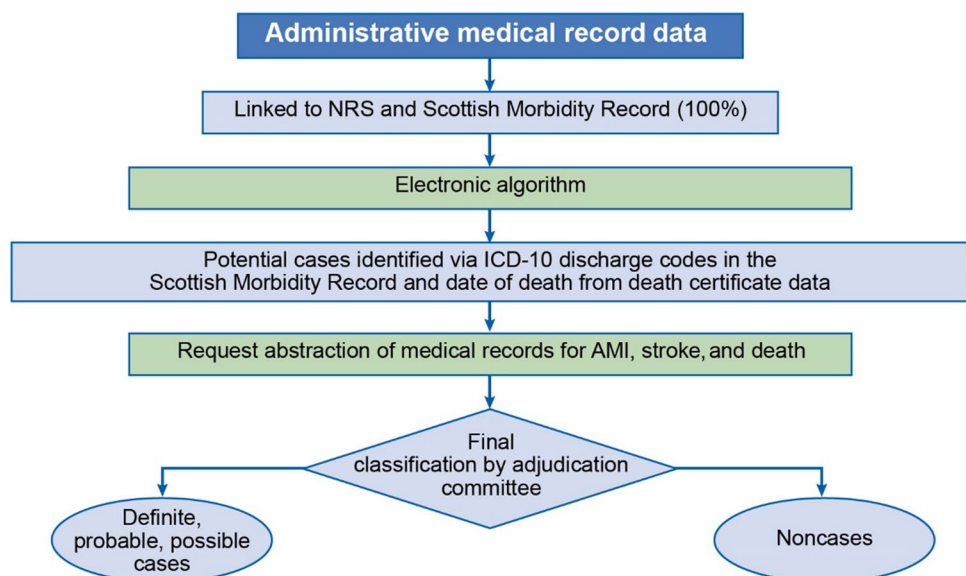 Administrative medical record data
Linked to NRS and Scottish Morbidity Record (100%)
Electronic algorithm
Potential cases identified via ICD-10 discharge codes in the
Scottish Morbidity Record and date of death from death certificate data
Request abstraction of medical records for AMI, stroke, and death
Final
classification by adjudication
committee
Definite,
probable, possible
cases
Noncases